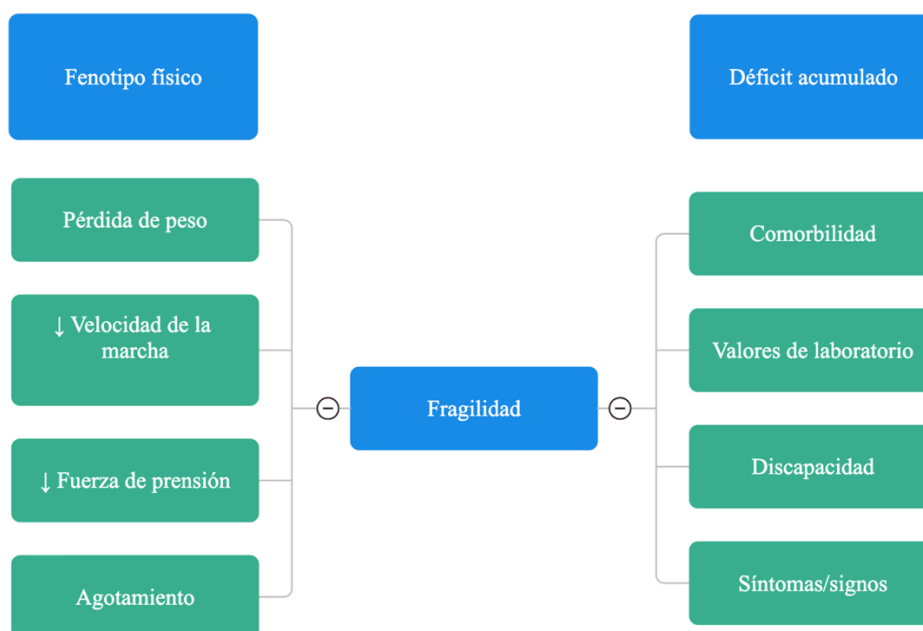 Fenotipo físico
Déficit acumulado
Pérdida de peso
↓ Velocidad de la
marcha
↓ Fuerza de prensión
Agotamiento
Fragilidad
Comorbilidad
Valores de laboratorio
Discapacidad
Síntomas/signos